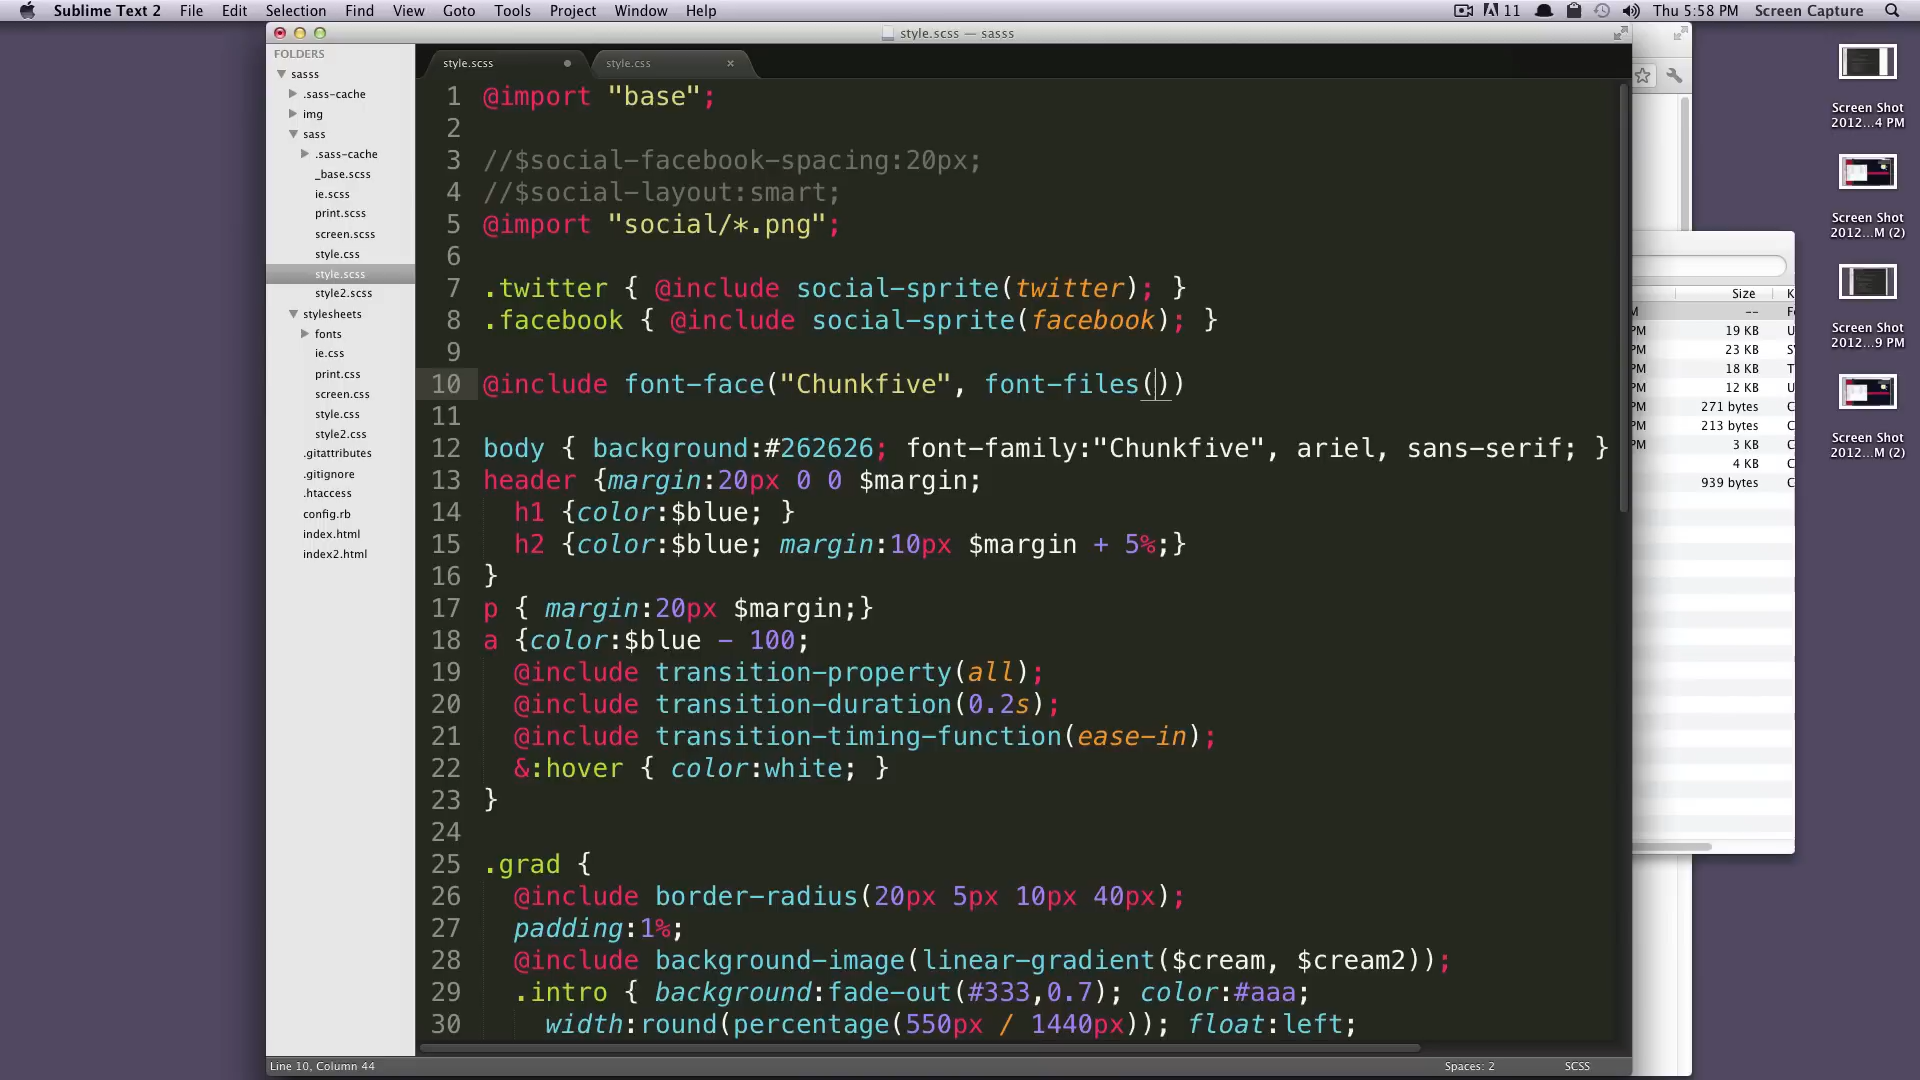 Sublime Text 2 File Edit Selection Find View Goto Tools Project Window Help
11 Thu 5:58 PM Screen Capture
style.scss — sasss
FOLDERS
sasss
.sass-cache
img
sass
.sass-cache
_base.scss
ie.scss
print.scss
screen.scss
style.css
style.scss
style2.scss
stylesheets
fonts
ie.css
print.css
screen.css
style.css
style2.css
.gitattributes
.gitignore
.htaccess
config.rb
index.html
index2.html
style.scss
style.css
1 @import "base";
2
3 //$social-facebook-spacing:20px;
4 //$social-layout:smart;
5 @import "social/*.png";
6
7 .twitter { @include social-sprite(twitter); }
8 .facebook { @include social-sprite(facebook); }
9
10 @include font-face("Chunkfive", font-files())
11
12 body { background:#262626; font-family:"Chunkfive", ariel, sans-serif; }
13 header {margin:20px 0 0 $margin;
14 h1 {color:$blue; }
15 h2 {color:$blue; margin:10px $margin + 5%;}
16 }
17 p { margin:20px $margin;}
18 a {color:$blue - 100;
19 @include transition-property(all);
20 @include transition-duration(0.2s);
21 @include transition-timing-function(ease-in);
22 &:hover { color:white; }
23 }
24
25 .grad {
26 @include border-radius(20px 5px 10px 40px);
27 padding:1%;
28 @include background-image(linear-gradient($cream, $cream2));
29 .intro { background:fade-out(#333,0.7); color:#aaa;
30 width:round(percentage(550px / 1440px)); float:left;
Line 10, Column 44
Spaces: 2
SCSS
Size K
M -- F
PM 19 KB U
PM 23 KB S
PM 18 KB T
PM 12 KB U
PM 271 bytes C
PM 213 bytes C
PM 3 KB C
4 KB C
939 bytes C
Screen Shot
2012...4 PM
Screen Shot
2012...M (2)
Screen Shot
2012...9 PM
Screen Shot
2012...M (2)